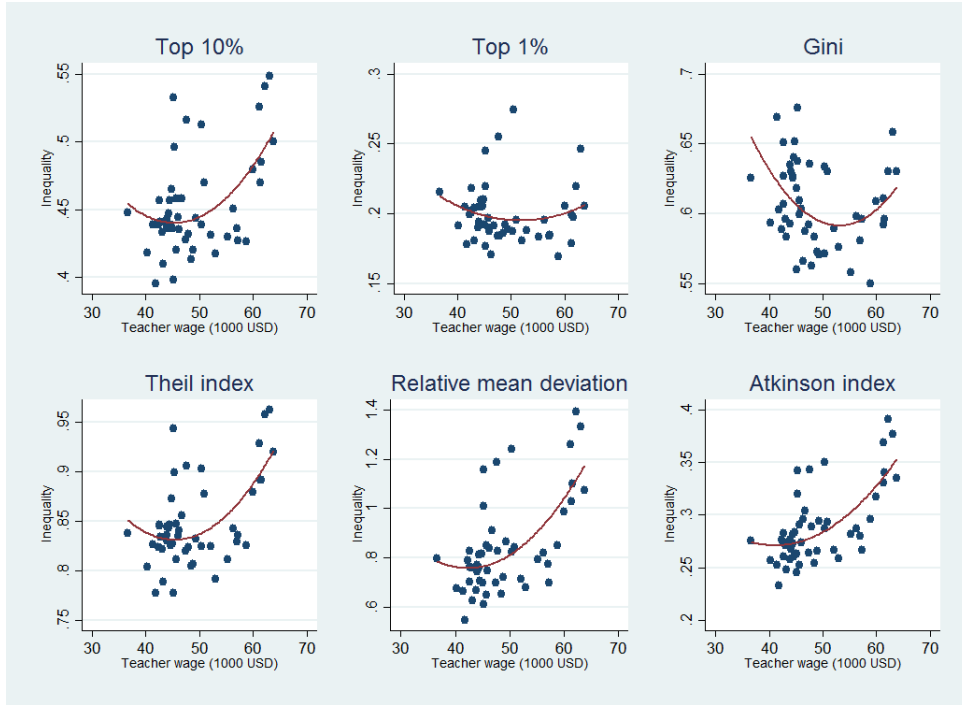 Top 10%
.55
.5
.45
.4
Inequality
30 40 50 60 70
Teacher wage (1000 USD)
Top 1%
.3
.25
.2
.15
Inequality
30 40 50 60 70
Teacher wage (1000 USD)
Gini
.7
.65
.6
.55
Inequality
30 40 50 60 70
Teacher wage (1000 USD)
Theil index
.95
.9
.85
.8
.75
Inequality
30 40 50 60 70
Teacher wage (1000 USD)
Relative mean deviation
1.4
1.2
1
.8
.6
Inequality
30 40 50 60 70
Teacher wage (1000 USD)
Atkinson index
.4
.35
.3
.25
.2
Inequality
30 40 50 60 70
Teacher wage (1000 USD)